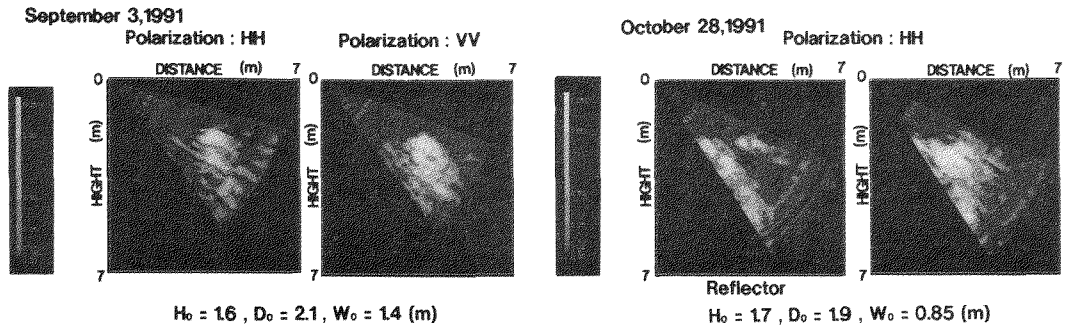 September 3,1991
Polarization : HH
Polarization : VV
0
DISTANCE (m)
7
HIGHT (m)
7
0
DISTANCE (m)
7
HIGHT (m)
7
H₀ = 1.6 , D₀ = 2.1 , W₀ = 1.4 (m)
October 28,1991
Polarization : HH
0
DISTANCE (m)
7
HIGHT (m)
7
0
DISTANCE (m)
7
HIGHT (m)
7
Reflector
H₀ = 1.7 , D₀ = 1.9 , W₀ = 0.85 (m)